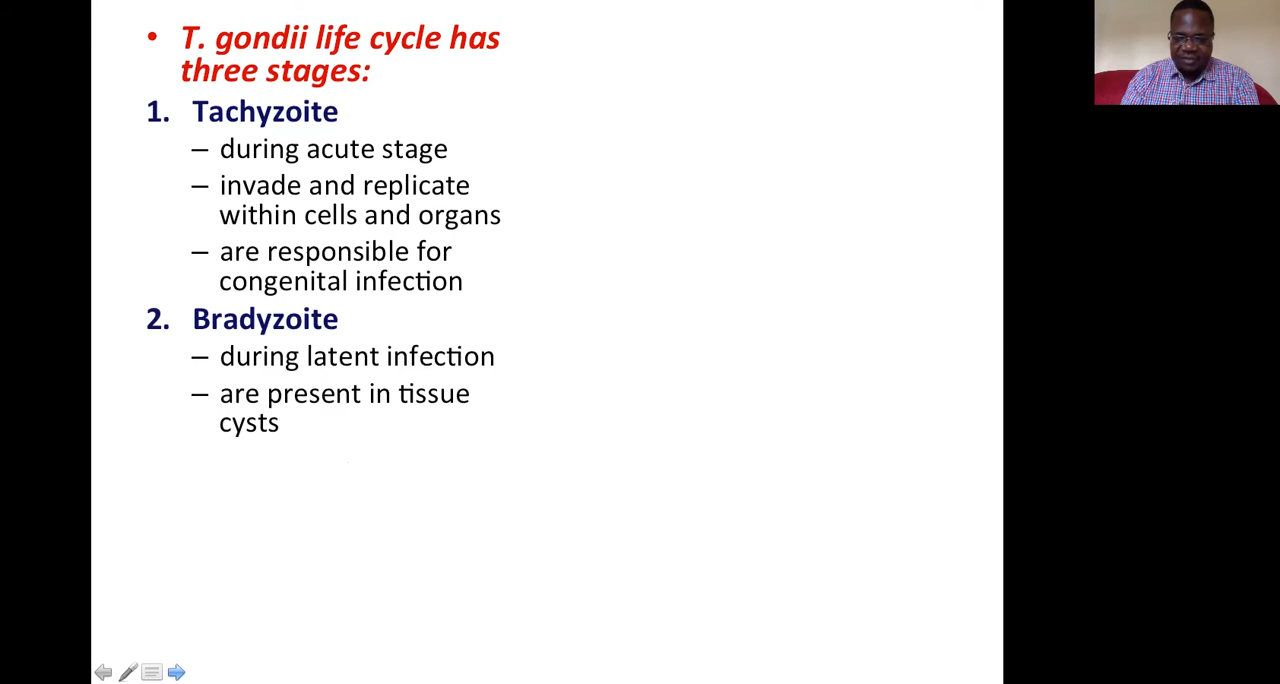 • T. gondii life cycle has
three stages:
1. Tachyzoite
– during acute stage
– invade and replicate
within cells and organs
– are responsible for
congenital infection
2. Bradyzoite
– during latent infection
– are present in tissue
cysts